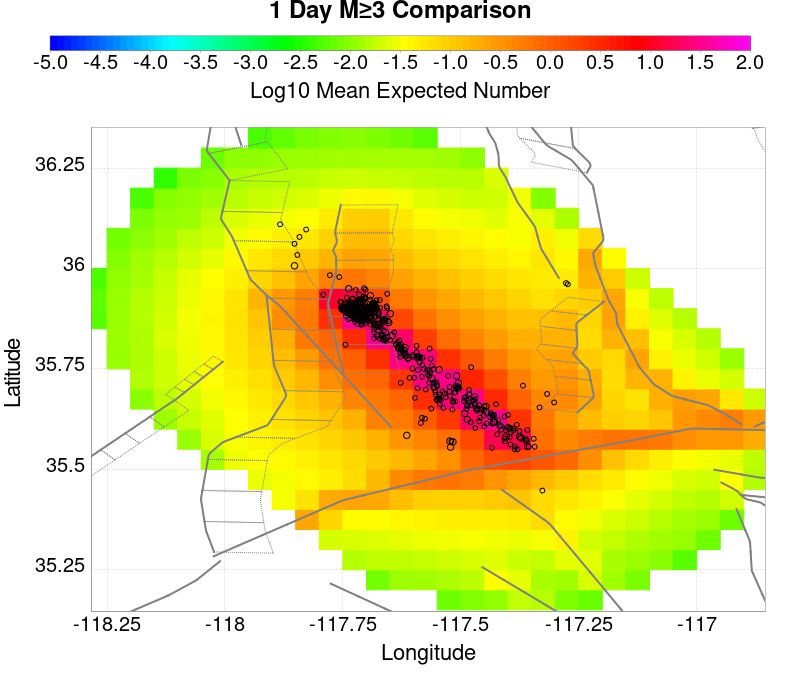 1 Day M≥3 Comparison
-5.0 -4.5 -4.0 -3.5 -3.0 -2.5 -2.0 -1.5 -1.0 -0.5 0.0 0.5 1.0 1.5 2.0
Log10 Mean Expected Number
36.25
36
35.75
35.5
35.25
Latitude
-118.25 -118 -117.75 -117.5 -117.25 -117
Longitude